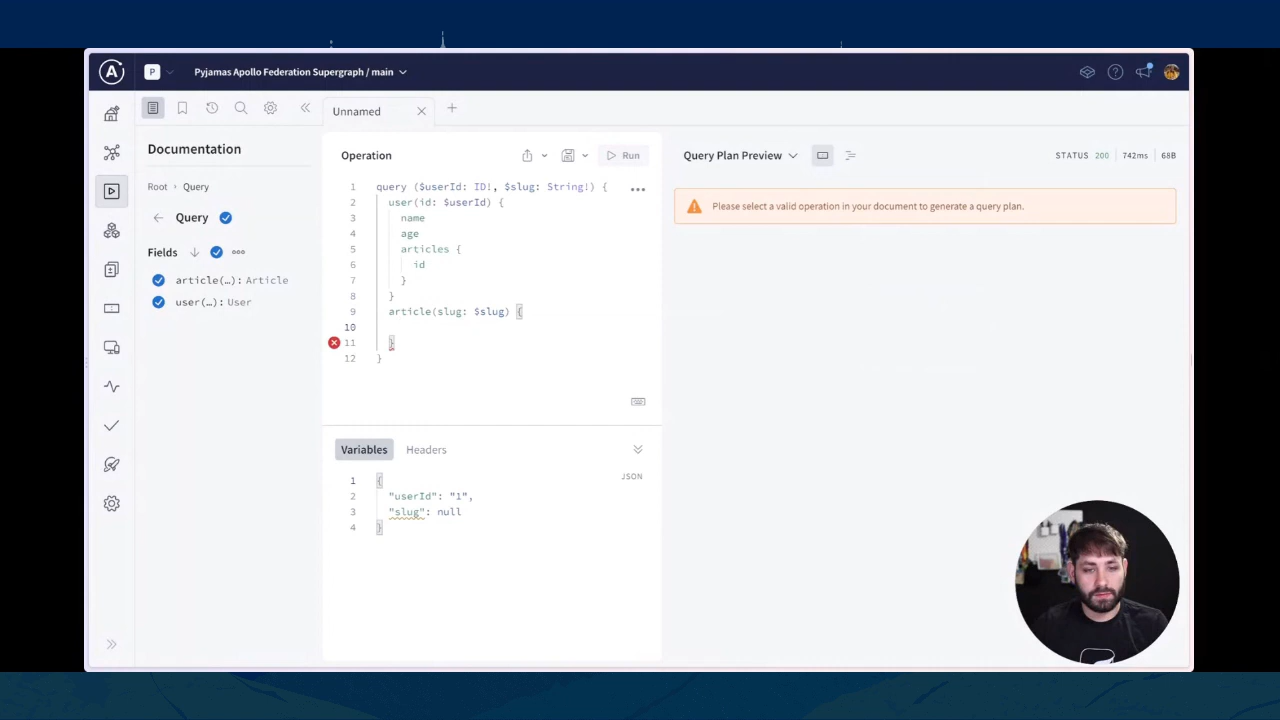 P
Pyjamas Apollo Federation Supergraph / main
Unnamed
Documentation
Root › Query
Query
Fields
article(…): Article
user(…): User
Operation
Run
1 query ($userId: ID!, $slug: String!) {
2 user(id: $userId) {
3 name
4 age
5 articles {
6 id
7 }
8 }
9 article(slug: $slug) {
10
11 }
12 }
Variables
Headers
JSON
1 {
2 "userId": "1",
3 "slug": null
4 }
Query Plan Preview
STATUS 200
742ms
68B
Please select a valid operation in your document to generate a query plan.